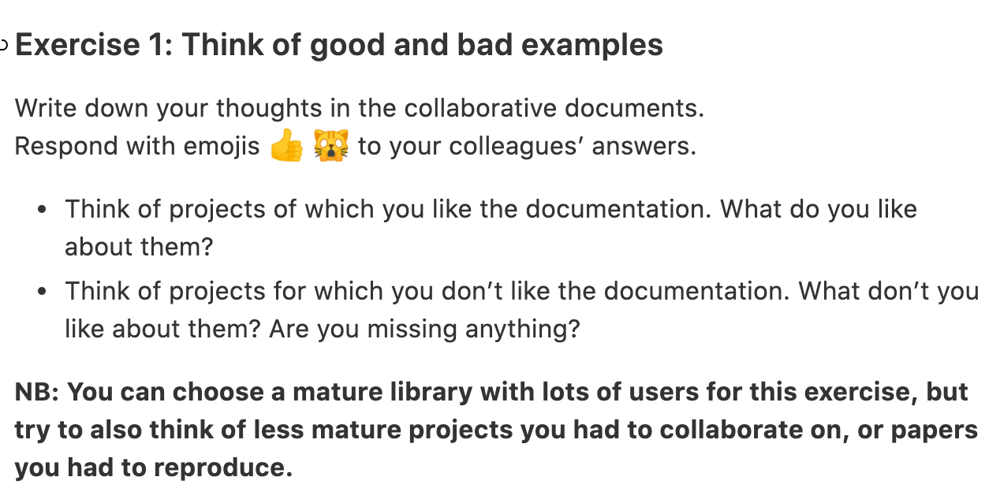 Exercise 1: Think of good and bad examples
Write down your thoughts in the collaborative documents.
Respond with emojis 👍 🙀 to your colleagues’ answers.
• Think of projects of which you like the documentation. What do you like
about them?
• Think of projects for which you don’t like the documentation. What don’t you
like about them? Are you missing anything?
NB: You can choose a mature library with lots of users for this exercise, but
try to also think of less mature projects you had to collaborate on, or papers
you had to reproduce.